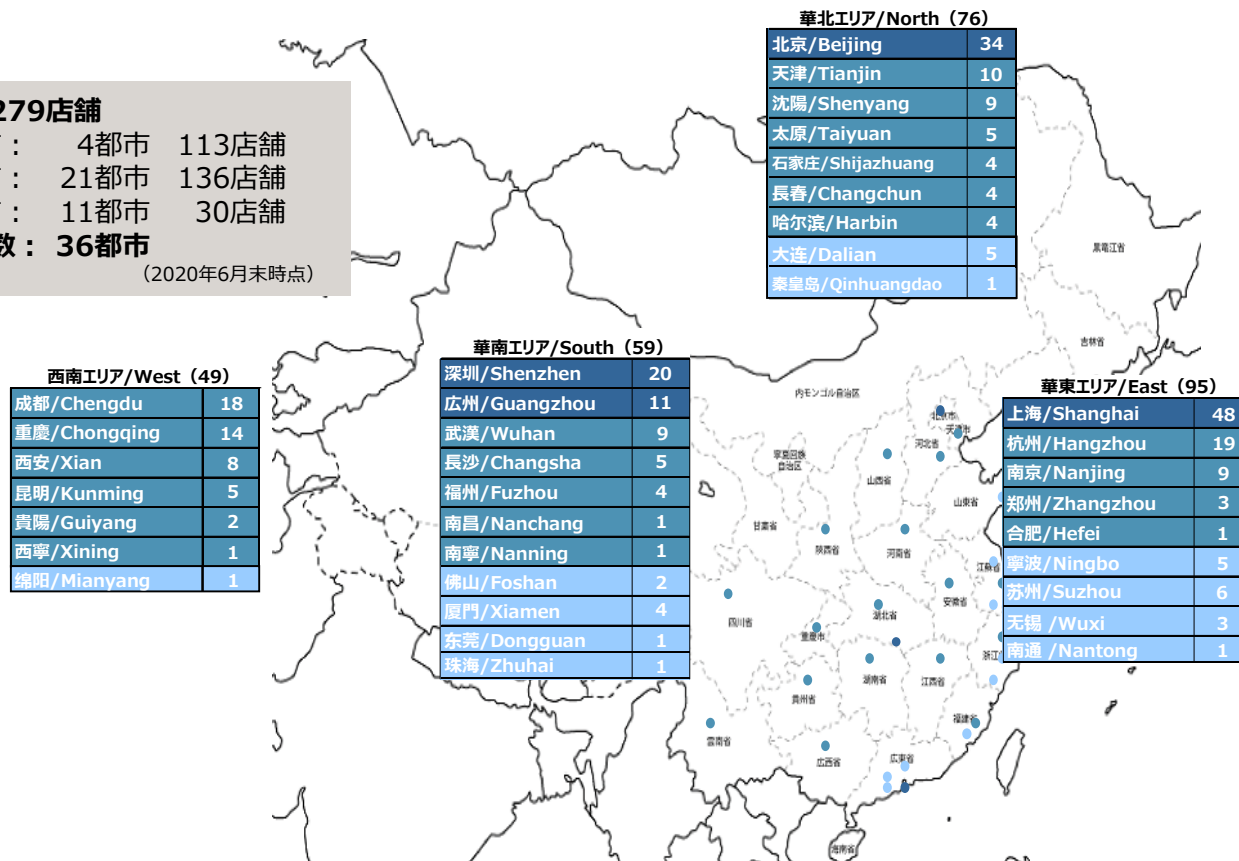 華北エリア/North（76）
北京/Beijing 34
天津/Tianjin 10
沈陽/Shenyang 9
太原/Taiyuan 5
石家庄/Shijiazhuang 4
長春/Changchun 4
哈尔滨/Harbin 4
大连/Dalian 5
秦皇岛/Qinhuangdao 1
279店舗
： 4都市 113店舗
： 21都市 136店舗
： 11都市 30店舗
数： 36都市
（2020年6月末時点）
西南エリア/West（49）
成都/Chengdu 18
重慶/Chongqing 14
西安/Xian 8
昆明/Kunming 5
貴陽/Guiyang 2
西寧/Xining 1
绵阳/Mianyang 1
華南エリア/South（59）
深圳/Shenzhen 20
広州/Guangzhou 11
武漢/Wuhan 9
長沙/Changsha 5
福州/Fuzhou 4
南昌/Nanchang 1
南寧/Nanning 1
佛山/Foshan 2
厦門/Xiamen 4
东莞/Dongguan 1
珠海/Zhuhai 1
華東エリア/East（95）
上海/Shanghai 48
杭州/Hangzhou 19
南京/Nanjing 9
郑州/Zhangzhou 3
合肥/Hefei 1
寧波/Ningbo 5
苏州/Suzhou 6
无锡 /Wuxi 3
南通 /Nantong 1
黒竜江省
吉林省
内モンゴル自治区
北京市
天津市
河北省
寧夏回族
自治区
山西省
山東省
甘粛省
陝西省
河南省
江蘇省
安徽省
四川省
湖北省
重慶市
浙江
湖南省
江西省
貴州省
福建省
雲南省
広西省
広東省
海南省